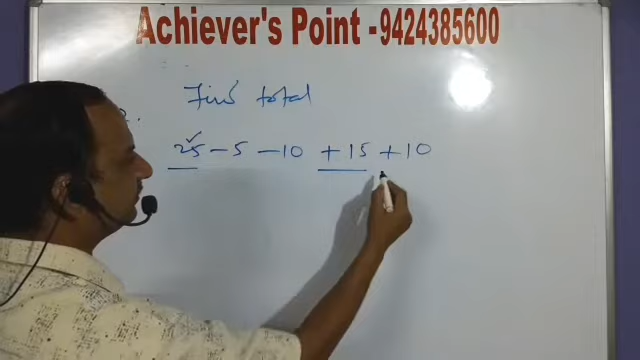 Achiever's Point -9424385600
Find total
25 - 5 - 10 + 15 + 10